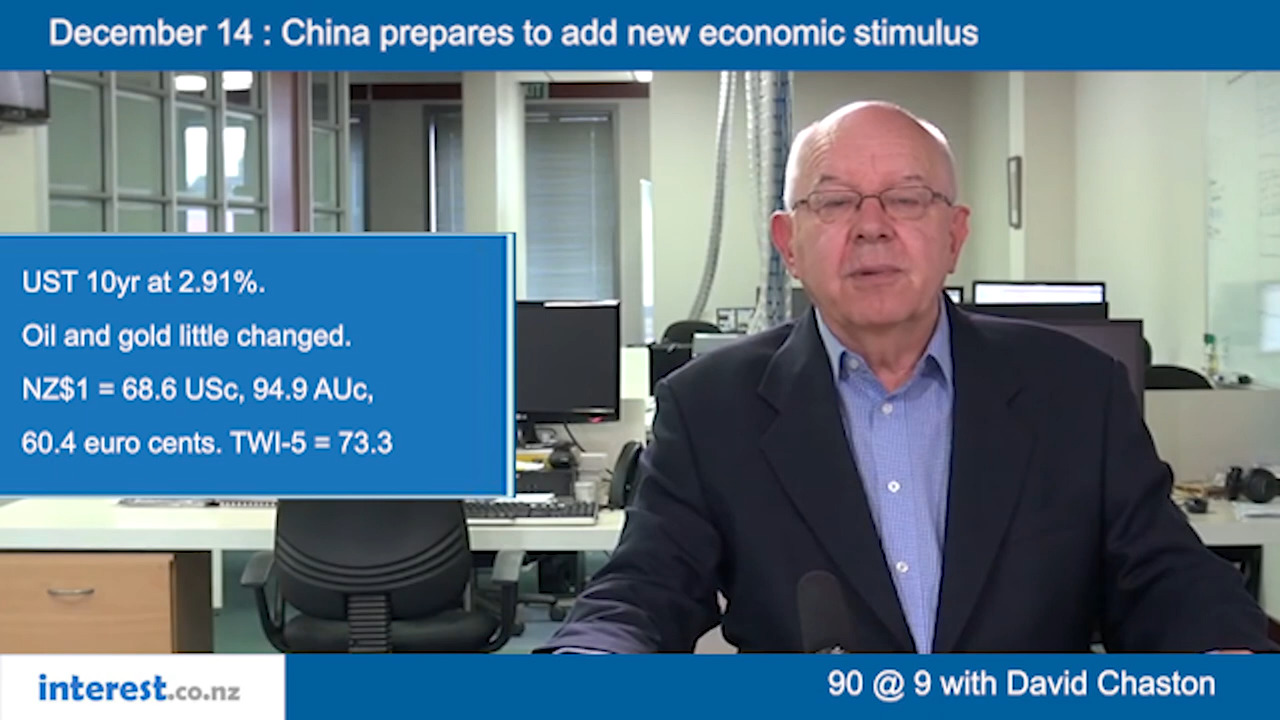 December 14 : China prepares to add new economic stimulus
UST 10yr at 2.91%.
Oil and gold little changed.
NZ$1 = 68.6 USc, 94.9 AUc,
60.4 euro cents. TWI-5 = 73.3
interest.co.nz
90 @ 9 with David Chaston